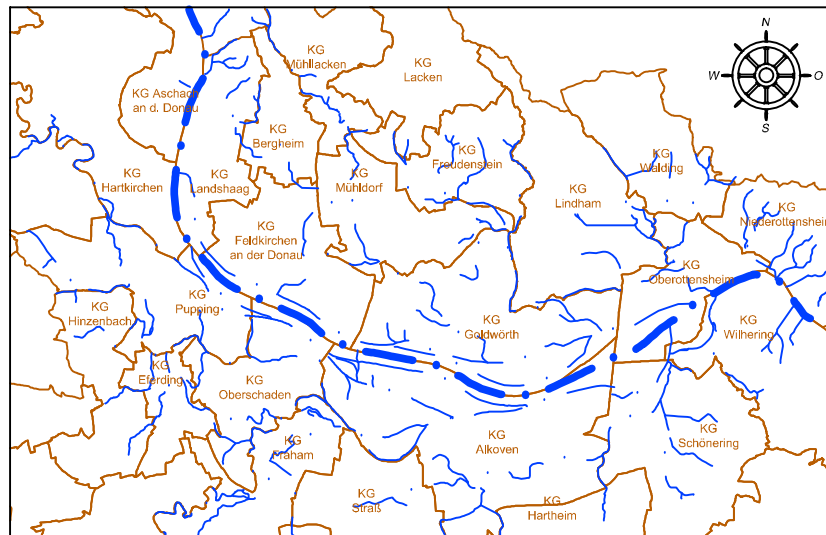 N
W
O
S
KG
Mühllacken
KG
Lacken
KG Aschach
an d. Donau
KG
Bergheim
KG
Freudenstein
KG
Walding
KG
Hartkirchen
KG
Landshaag
KG
Mühldorf
KG
Lindham
KG
Niederottensheim
KG
Feldkirchen
an der Donau
KG
Oberottensheim
KG
Hinzenbach
KG
Pupping
KG
Goldwörth
KG
Wilhering
KG
Eferding
KG
Oberschaden
KG
Fraham
KG
Alkoven
KG
Schönering
KG
Straß
KG
Hartheim